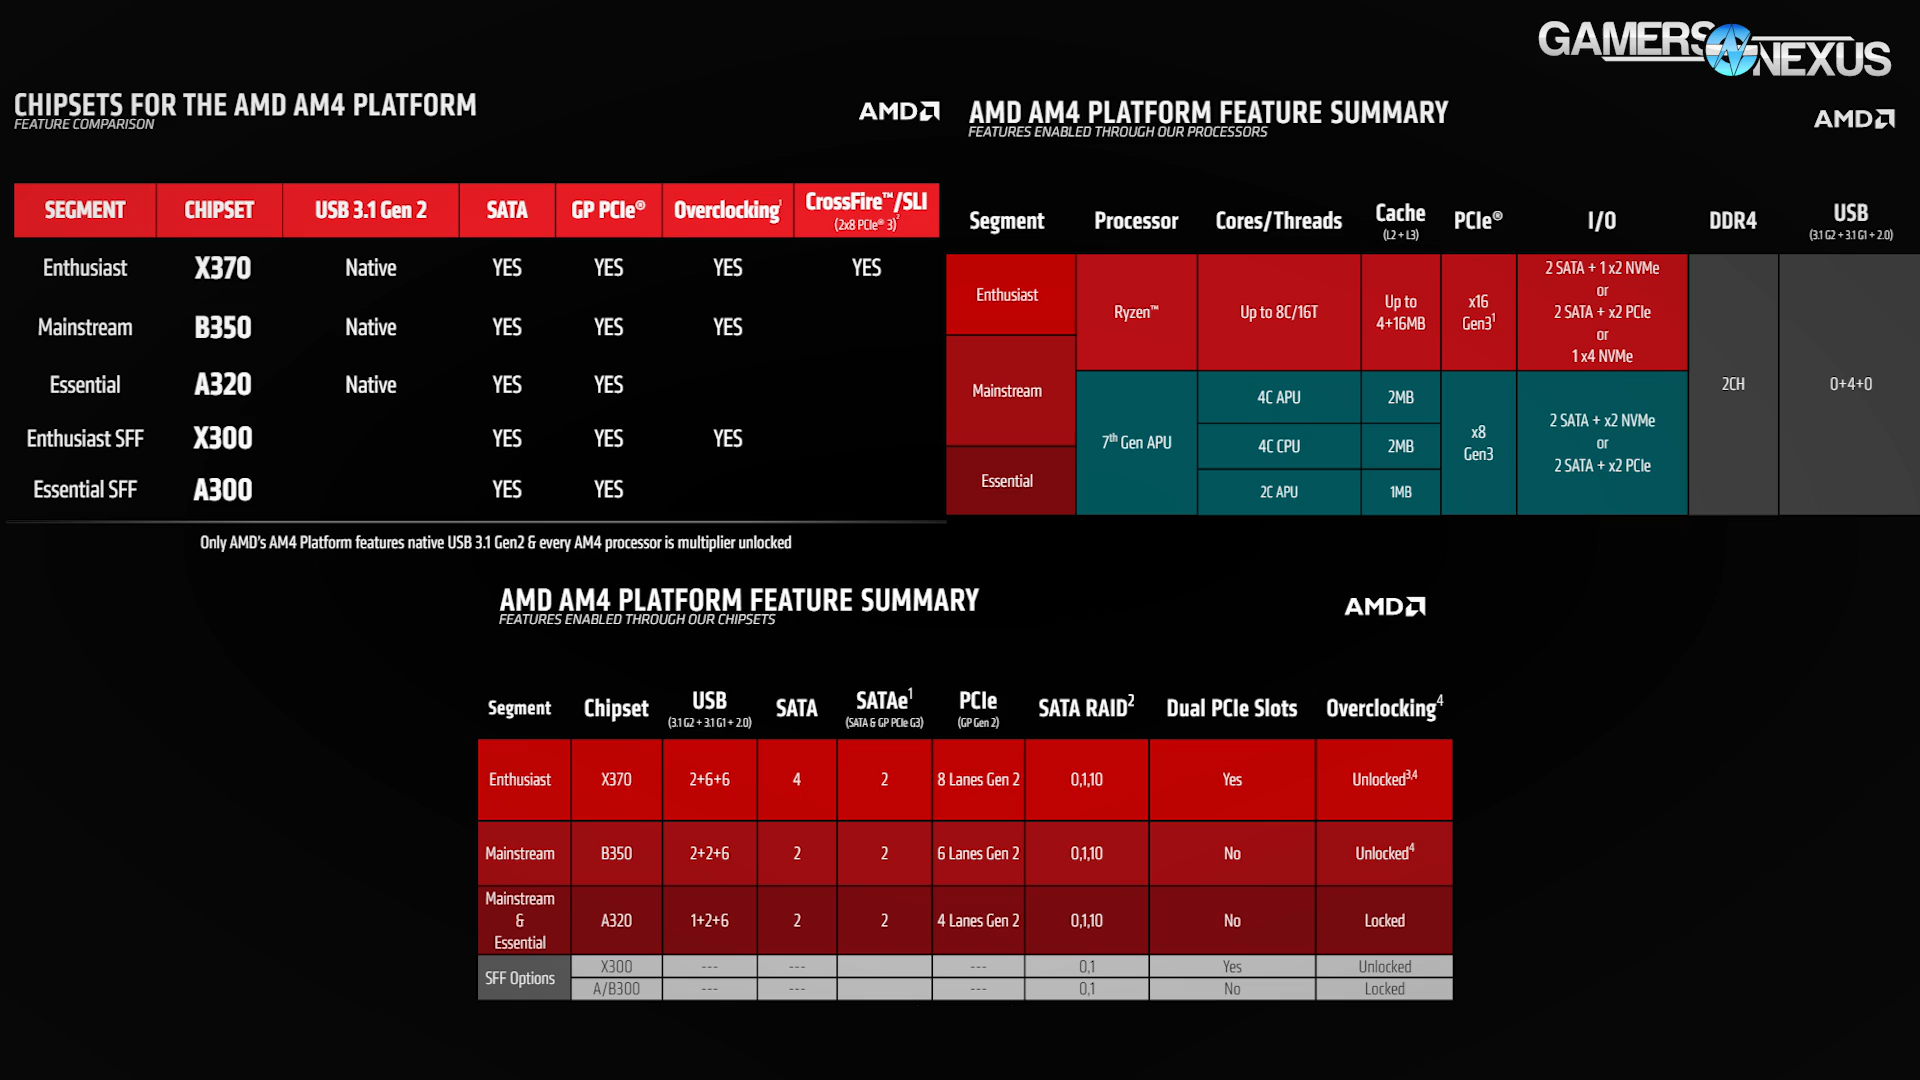 GAMERS NEXUS
CHIPSETS FOR THE AMD AM4 PLATFORM
FEATURE COMPARISON
AMD
SEGMENT CHIPSET USB 3.1 Gen 2 SATA GP PCIe® Overclocking¹ CrossFire™/SLI (2x8 PCIe® 3)²
Enthusiast X370 Native YES YES YES YES
Mainstream B350 Native YES YES YES
Essential A320 Native YES YES
Enthusiast SFF X300 YES YES YES
Essential SFF A300 YES YES
Only AMD's AM4 Platform features native USB 3.1 Gen2 & every AM4 processor is multiplier unlocked
AMD AM4 PLATFORM FEATURE SUMMARY
FEATURES ENABLED THROUGH OUR PROCESSORS
AMD
Segment Processor Cores/Threads Cache (L2 + L3) PCIe® I/O DDR4 USB (3.1 G2 + 3.1 G1 + 2.0)
Enthusiast
Mainstream
Essential
Ryzen™ Up to 8C/16T Up to 4+16MB x16 Gen3¹
2 SATA + 1 x2 NVMe
or
2 SATA + x2 PCIe
or
1 x4 NVMe
7th Gen APU
4C APU 2MB
4C CPU 2MB
2C APU 1MB
x8 Gen3
2 SATA + x2 NVMe
or
2 SATA + x2 PCIe
2CH
0+4+0
AMD AM4 PLATFORM FEATURE SUMMARY
FEATURES ENABLED THROUGH OUR CHIPSETS
AMD
Segment Chipset USB (3.1 G2 + 3.1 G1 + 2.0) SATA SATAe¹ (SATA & GP PCIe G3) PCIe (GP Gen 2) SATA RAID² Dual PCIe Slots Overclocking⁴
Enthusiast X370 2+6+6 4 2 8 Lanes Gen 2 0,1,10 Yes Unlocked³,⁴
Mainstream B350 2+2+6 2 2 6 Lanes Gen 2 0,1,10 No Unlocked⁴
Mainstream & Essential A320 1+2+6 2 2 4 Lanes Gen 2 0,1,10 No Locked
SFF Options
X300 --- --- --- 0,1 Yes Unlocked
A/B300 --- --- --- 0,1 No Locked